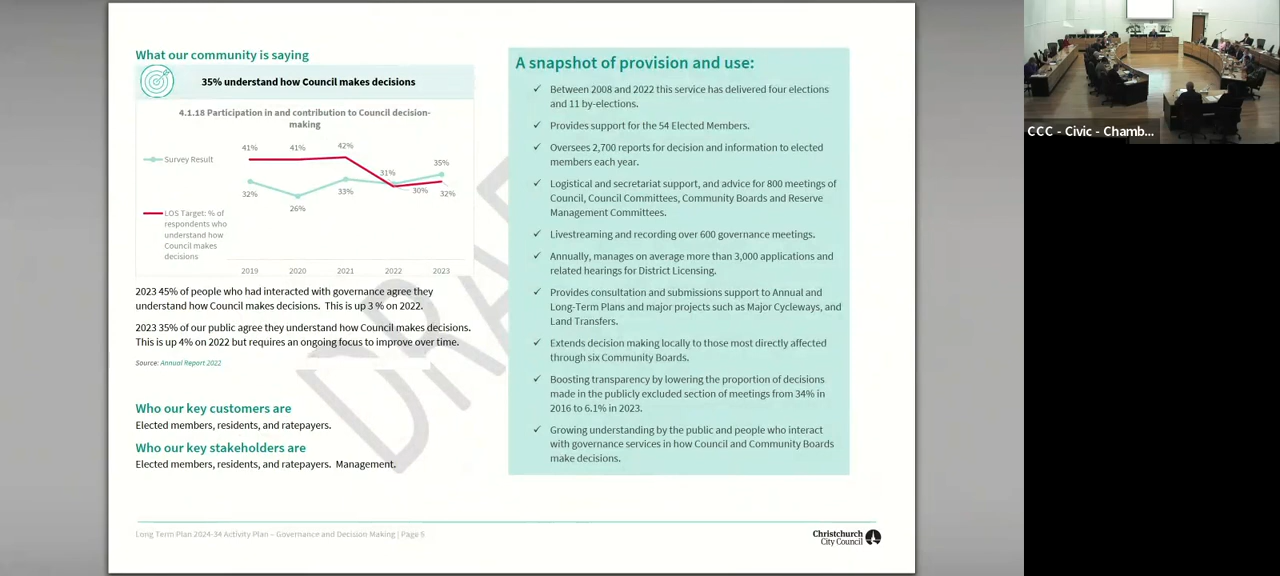 What our community is saying
35% understand how Council makes decisions
4.1.18 Participation in and contribution to Council decision-
making
Survey Result
LOS Target: % of
respondents who
understand how
Council makes
decisions
41%
41%
42%
31%
35%
32%
26%
33%
30%
32%
2019
2020
2021
2022
2023
2023 45% of people who had interacted with governance agree they
understand how Council makes decisions. This is up 3 % on 2022.
2023 35% of our public agree they understand how Council makes decisions.
This is up 4% on 2022 but requires an ongoing focus to improve over time.
Source: Annual Report 2022
Who our key customers are
Elected members, residents, and ratepayers.
Who our key stakeholders are
Elected members, residents, and ratepayers. Management.
A snapshot of provision and use:
✓ Between 2008 and 2022 this service has delivered four elections
and 11 by-elections.
✓ Provides support for the 54 Elected Members.
✓ Oversees 2,700 reports for decision and information to elected
members each year.
✓ Logistical and secretariat support, and advice for 800 meetings of
Council, Council Committees, Community Boards and Reserve
Management Committees.
✓ Livestreaming and recording over 600 governance meetings.
✓ Annually, manages on average more than 3,000 applications and
related hearings for District Licensing.
✓ Provides consultation and submissions support to Annual and
Long-Term Plans and major projects such as Major Cycleways, and
Land Transfers.
✓ Extends decision making locally to those most directly affected
through six Community Boards.
✓ Boosting transparency by lowering the proportion of decisions
made in the publicly excluded section of meetings from 34% in
2016 to 6.1% in 2023.
✓ Growing understanding by the public and people who interact
with governance services in how Council and Community Boards
make decisions.
DRAF
Long Term Plan 2024-34 Activity Plan – Governance and Decision Making | Page 5
Christchurch
City Council
CCC - Civic - Chamb...